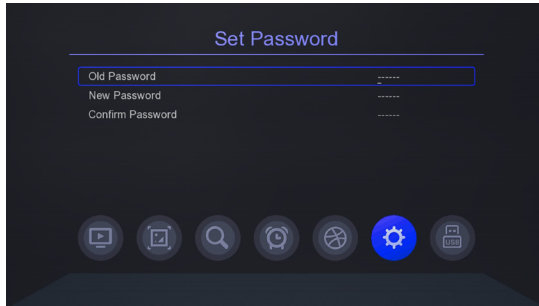 Set Password
Old Password ------
New Password ------
Confirm Password ------
USB